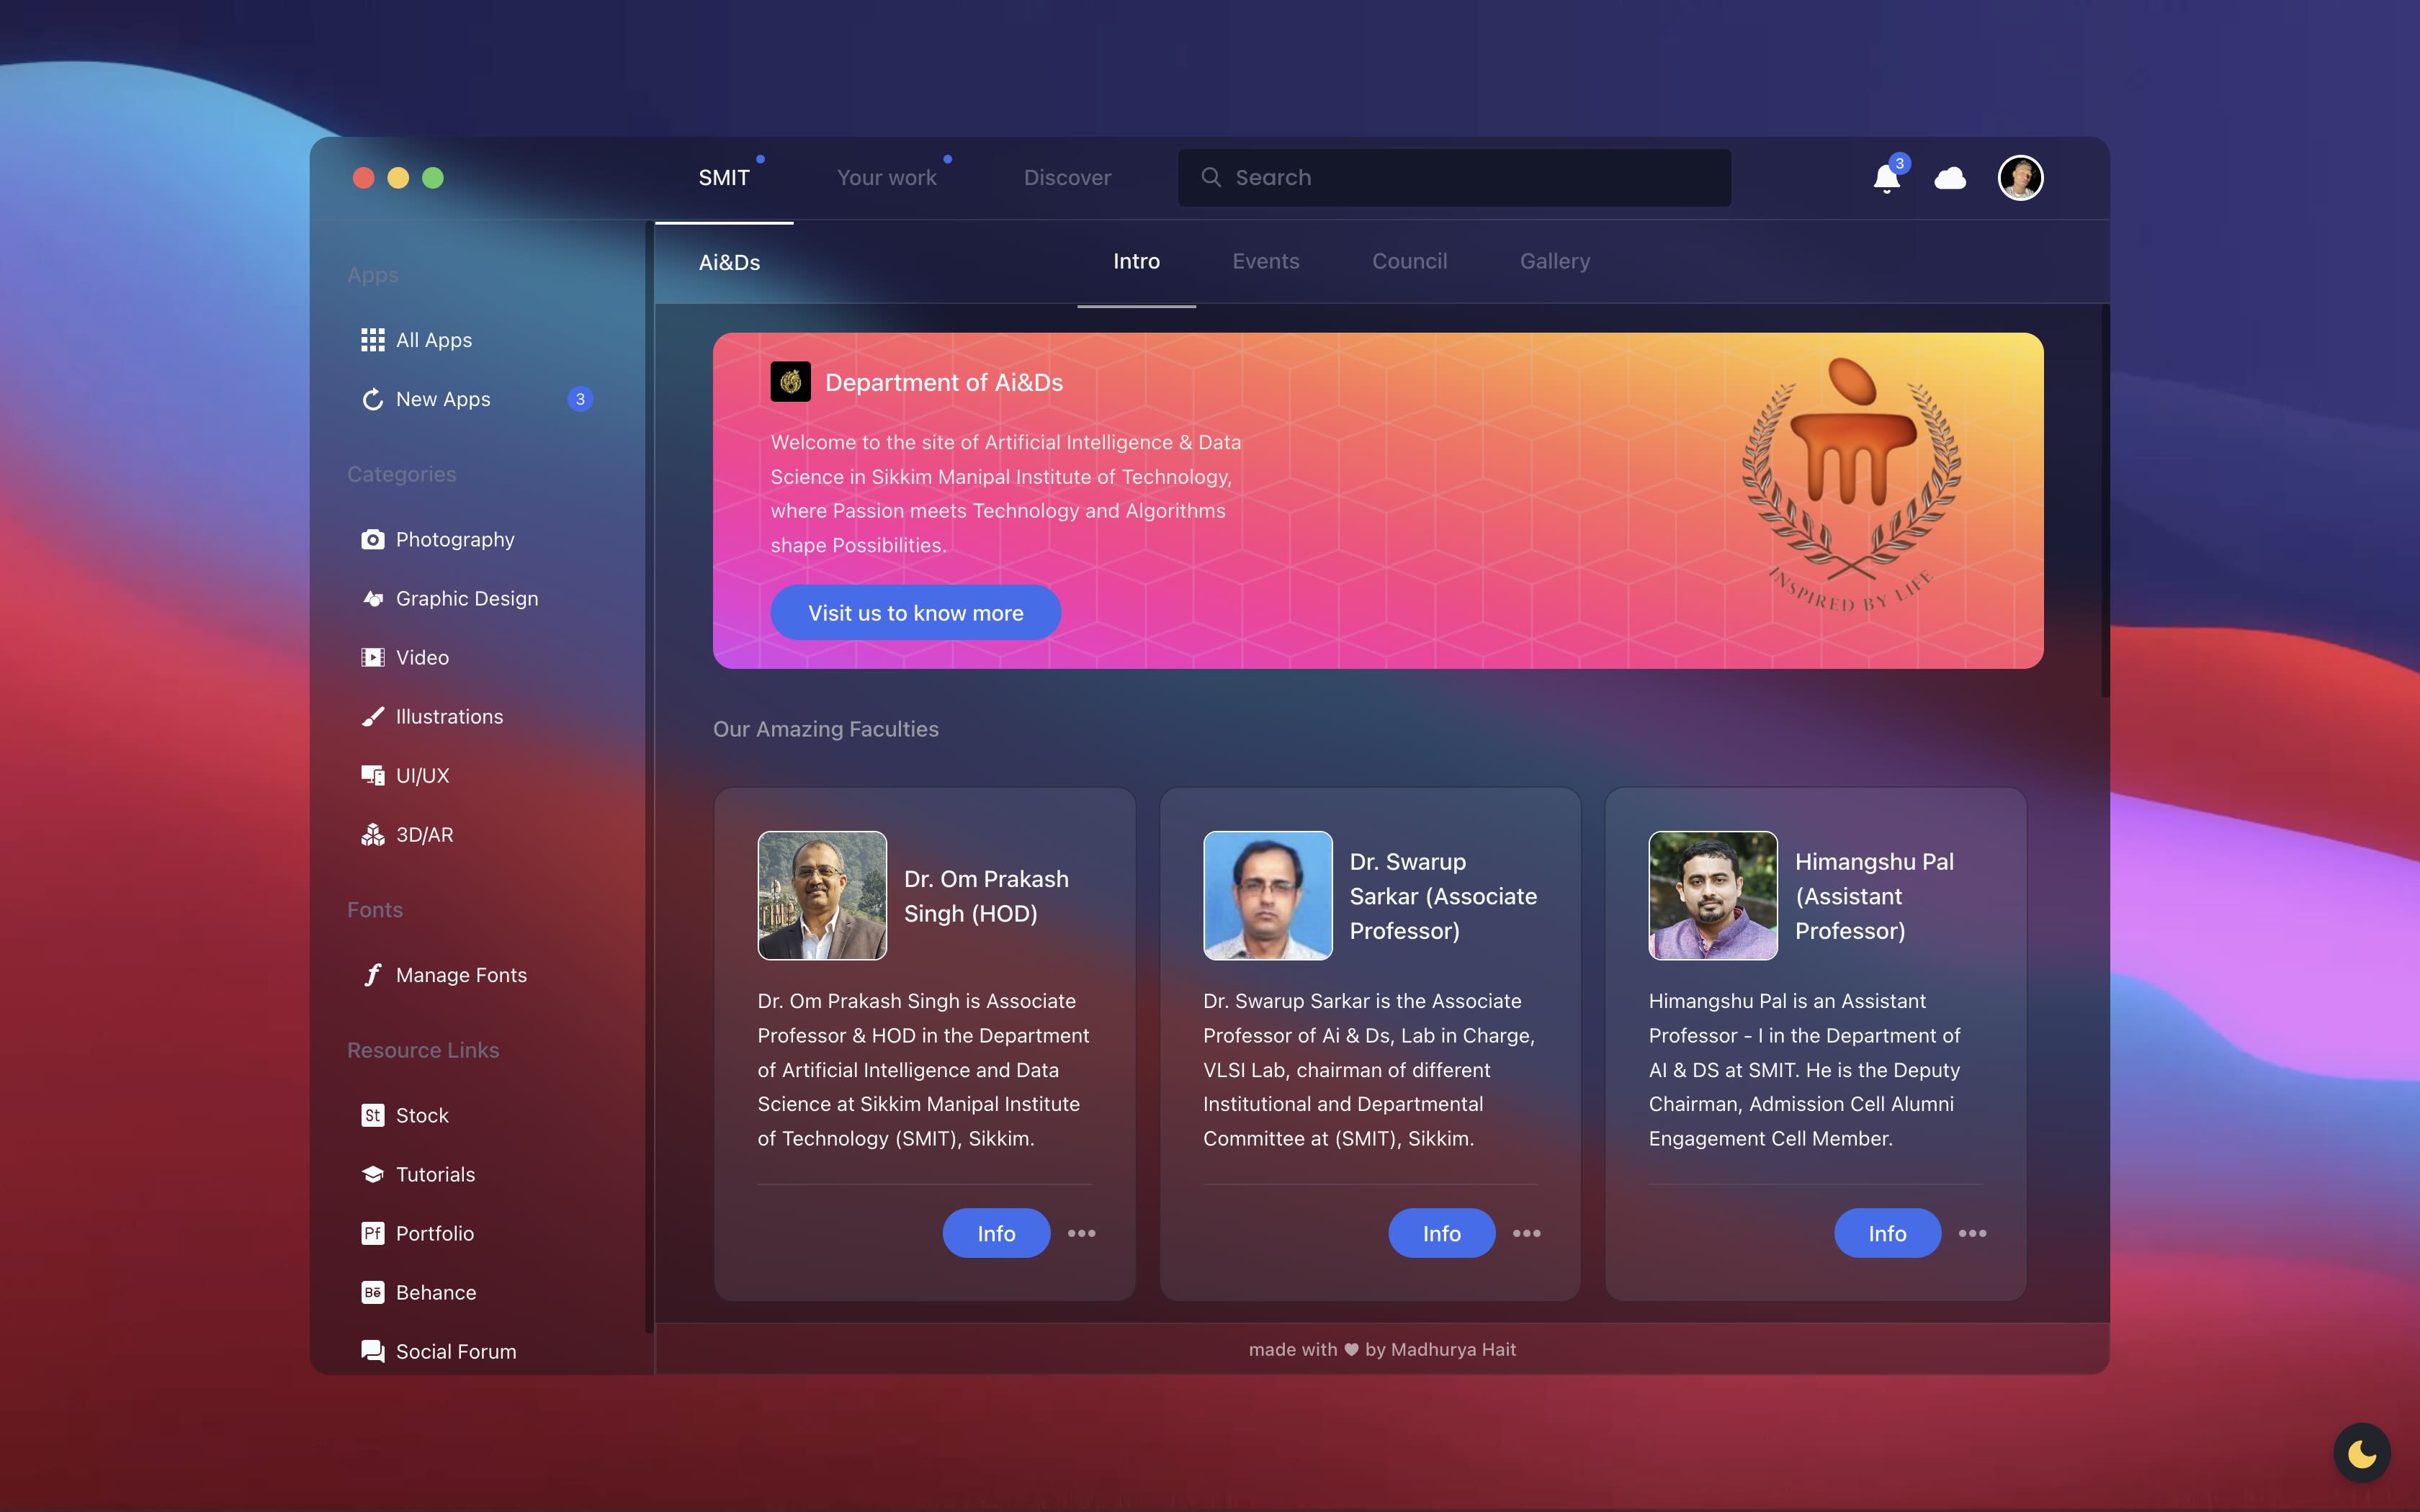 SMIT
Your work
Discover
Search
3
Apps
All Apps
New Apps
3
Categories
Photography
Graphic Design
Video
Illustrations
UI/UX
3D/AR
Fonts
Manage Fonts
Resource Links
St Stock
Tutorials
Pf Portfolio
Bē Behance
Social Forum
Ai&Ds
Intro
Events
Council
Gallery
Department of Ai&Ds
Welcome to the site of Artificial Intelligence & Data
Science in Sikkim Manipal Institute of Technology,
where Passion meets Technology and Algorithms
shape Possibilities.
Visit us to know more
INSPIRED BY LIFE
Our Amazing Faculties
Dr. Om Prakash
Singh (HOD)
Dr. Om Prakash Singh is Associate
Professor & HOD in the Department
of Artificial Intelligence and Data
Science at Sikkim Manipal Institute
of Technology (SMIT), Sikkim.
Info
Dr. Swarup
Sarkar (Associate
Professor)
Dr. Swarup Sarkar is the Associate
Professor of Ai & Ds, Lab in Charge,
VLSI Lab, chairman of different
Institutional and Departmental
Committee at (SMIT), Sikkim.
Info
Himangshu Pal
(Assistant
Professor)
Himangshu Pal is an Assistant
Professor - I in the Department of
AI & DS at SMIT. He is the Deputy
Chairman, Admission Cell Alumni
Engagement Cell Member.
Info
made with ♥ by Madhurya Hait